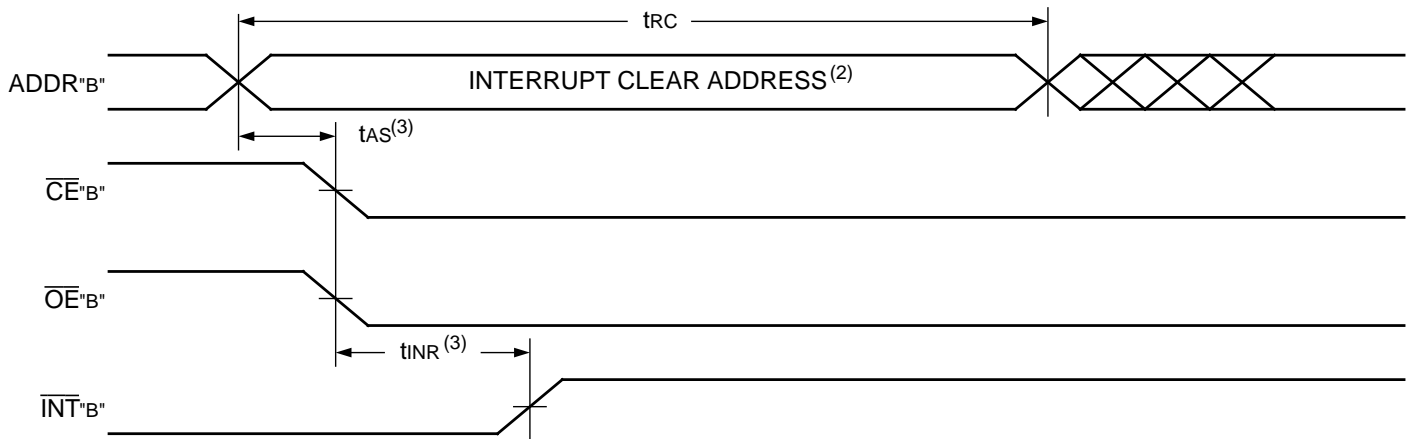 tRC
ADDR"B"
INTERRUPT CLEAR ADDRESS(2)
tAS(3)
CE"B"
OE"B"
tINR(3)
INT"B"